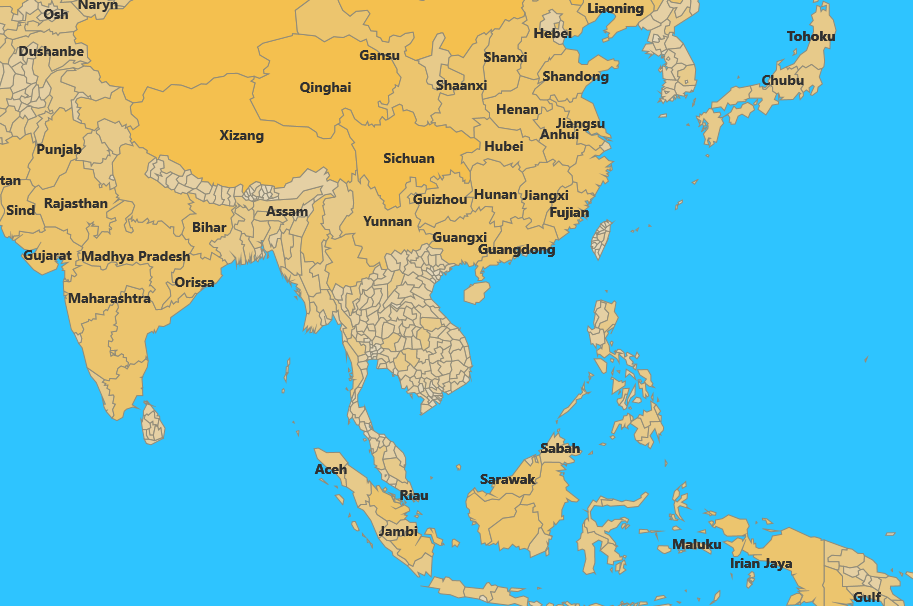 Naryn
Liaoning
Osh
Hebei
Tohoku
Dushanbe
Gansu
Shanxi
Shandong
Chubu
Qinghai
Shaanxi
Henan
Jiangsu
Xizang
Anhui
Punjab
Hubei
Sichuan
tan
Rajasthan
Guizhou
Hunan
Jiangxi
Sind
Assam
Fujian
Yunnan
Bihar
Guangxi
Guangdong
Gujarat
Madhya Pradesh
Orissa
Maharashtra
Sabah
Aceh
Sarawak
Riau
Jambi
Maluku
Irian Jaya
Gulf